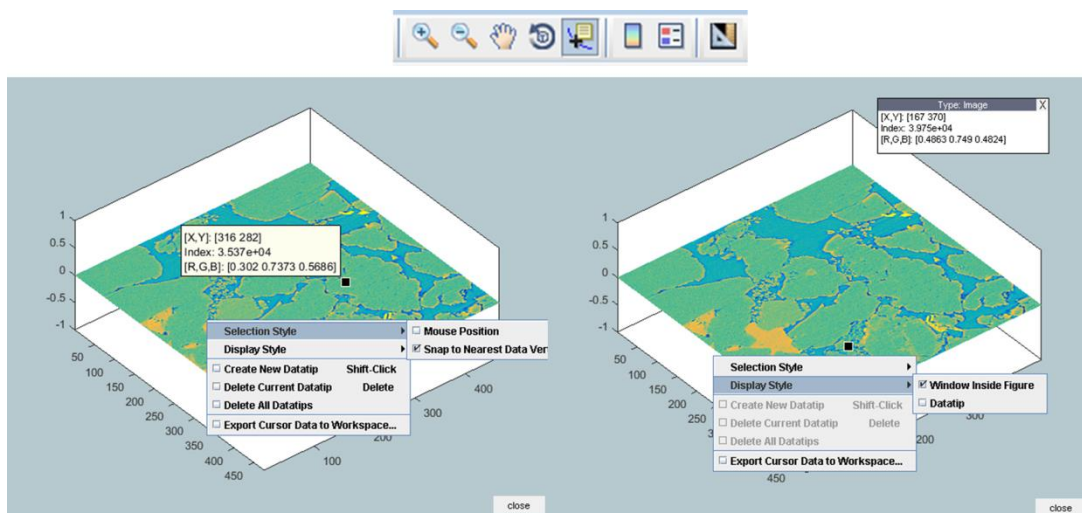 [X,Y]: [316 282]
Index: 3.537e+04
[R,G,B]: [0.302 0.7373 0.5686]
1
0.5
0
-0.5
-1
50
100
150
200
250
300
350
400
450
100
200
300
400
Selection Style
Display Style
Create New Datatip Shift-Click
Delete Current Datatip Delete
Delete All Datatips
Export Cursor Data to Workspace...
Mouse Position
Snap to Nearest Data Ver
close
Type: Image X
[X,Y]: [167 370]
Index: 3.975e+04
[R,G,B]: [0.4863 0.749 0.4824]
1
0.5
0
-0.5
-1
50
100
150
200
250
300
450
200
300
Selection Style
Display Style
Create New Datatip Shift-Click
Delete Current Datatip Delete
Delete All Datatips
Export Cursor Data to Workspace...
Window Inside Figure
Datatip
close